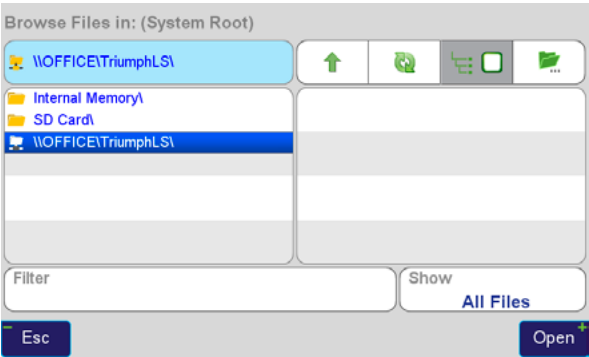 Browse Files in: (System Root)
\\OFFICE\TriumphLS\
...
Internal Memory\
SD Card\
\\OFFICE\TriumphLS\
Filter
Show
All Files
Esc
Open